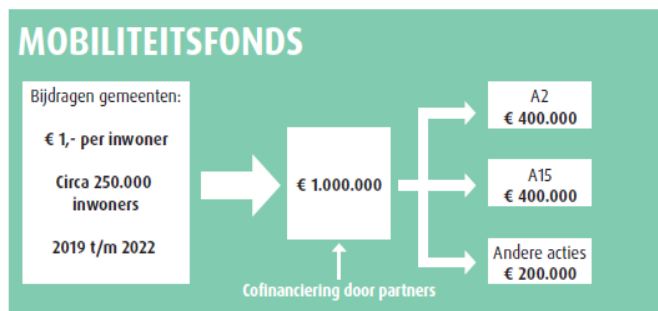 MOBILITEITSFONDS
Bijdragen gemeenten:
€ 1,- per inwoner
Circa 250.000
inwoners
2019 t/m 2022
€ 1.000.000
Cofinanciering door partners
A2
€ 400.000
A15
€ 400.000
Andere acties
€ 200.000